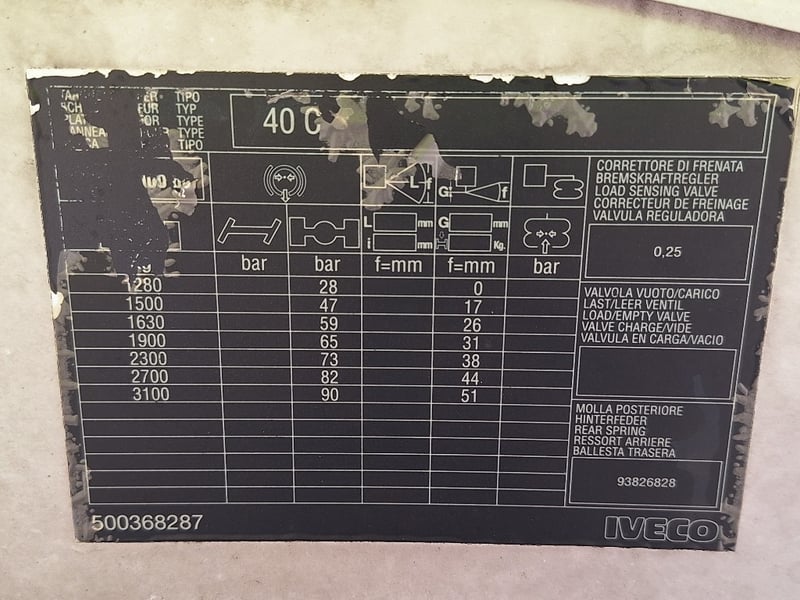 TIPO
TYP
TYPE
TYPE
TIPO
40 C
L f
G f
L mm G mm
i mm Kg.
bar bar f=mm f=mm bar
1280 28 0
1500 47 17
1630 59 26
1900 65 31
2300 73 38
2700 82 44
3100 90 51
CORRETTORE DI FRENATA
BREMSKRAFTREGLER
LOAD SENSING VALVE
CORRECTEUR DE FREINAGE
VALVULA REGULADORA
0,25
VALVOLA VUOTO/CARICO
LAST/LEER VENTIL
LOAD/EMPTY VALVE
VALVE CHARGE/VIDE
VALVULA EN CARGA/VACIO
MOLLA POSTERIORE
HINTERFEDER
REAR SPRING
RESSORT ARRIERE
BALLESTA TRASERA
93826828
500368287
IVECO